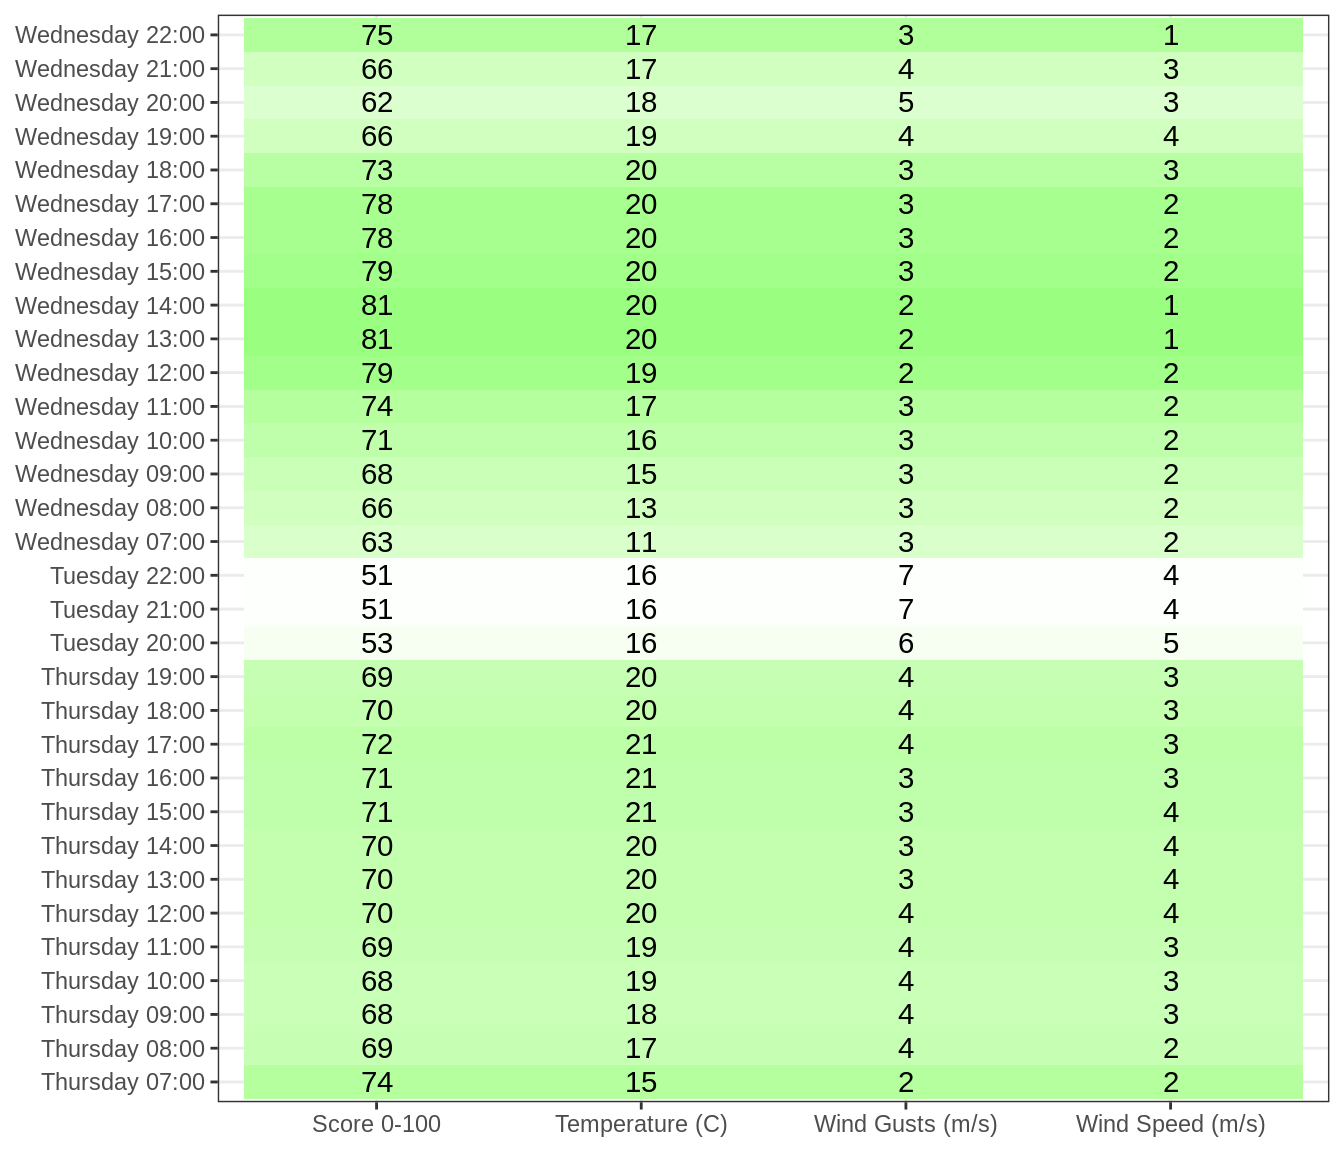 Wednesday 22:00 75 17 3 1
Wednesday 21:00 66 17 4 3
Wednesday 20:00 62 18 5 3
Wednesday 19:00 66 19 4 4
Wednesday 18:00 73 20 3 3
Wednesday 17:00 78 20 3 2
Wednesday 16:00 78 20 3 2
Wednesday 15:00 79 20 3 2
Wednesday 14:00 81 20 2 1
Wednesday 13:00 81 20 2 1
Wednesday 12:00 79 19 2 2
Wednesday 11:00 74 17 3 2
Wednesday 10:00 71 16 3 2
Wednesday 09:00 68 15 3 2
Wednesday 08:00 66 13 3 2
Wednesday 07:00 63 11 3 2
Tuesday 22:00 51 16 7 4
Tuesday 21:00 51 16 7 4
Tuesday 20:00 53 16 6 5
Thursday 19:00 69 20 4 3
Thursday 18:00 70 20 4 3
Thursday 17:00 72 21 4 3
Thursday 16:00 71 21 3 3
Thursday 15:00 71 21 3 4
Thursday 14:00 70 20 3 4
Thursday 13:00 70 20 3 4
Thursday 12:00 70 20 4 4
Thursday 11:00 69 19 4 3
Thursday 10:00 68 19 4 3
Thursday 09:00 68 18 4 3
Thursday 08:00 69 17 4 2
Thursday 07:00 74 15 2 2
Score 0-100 Temperature (C) Wind Gusts (m/s) Wind Speed (m/s)